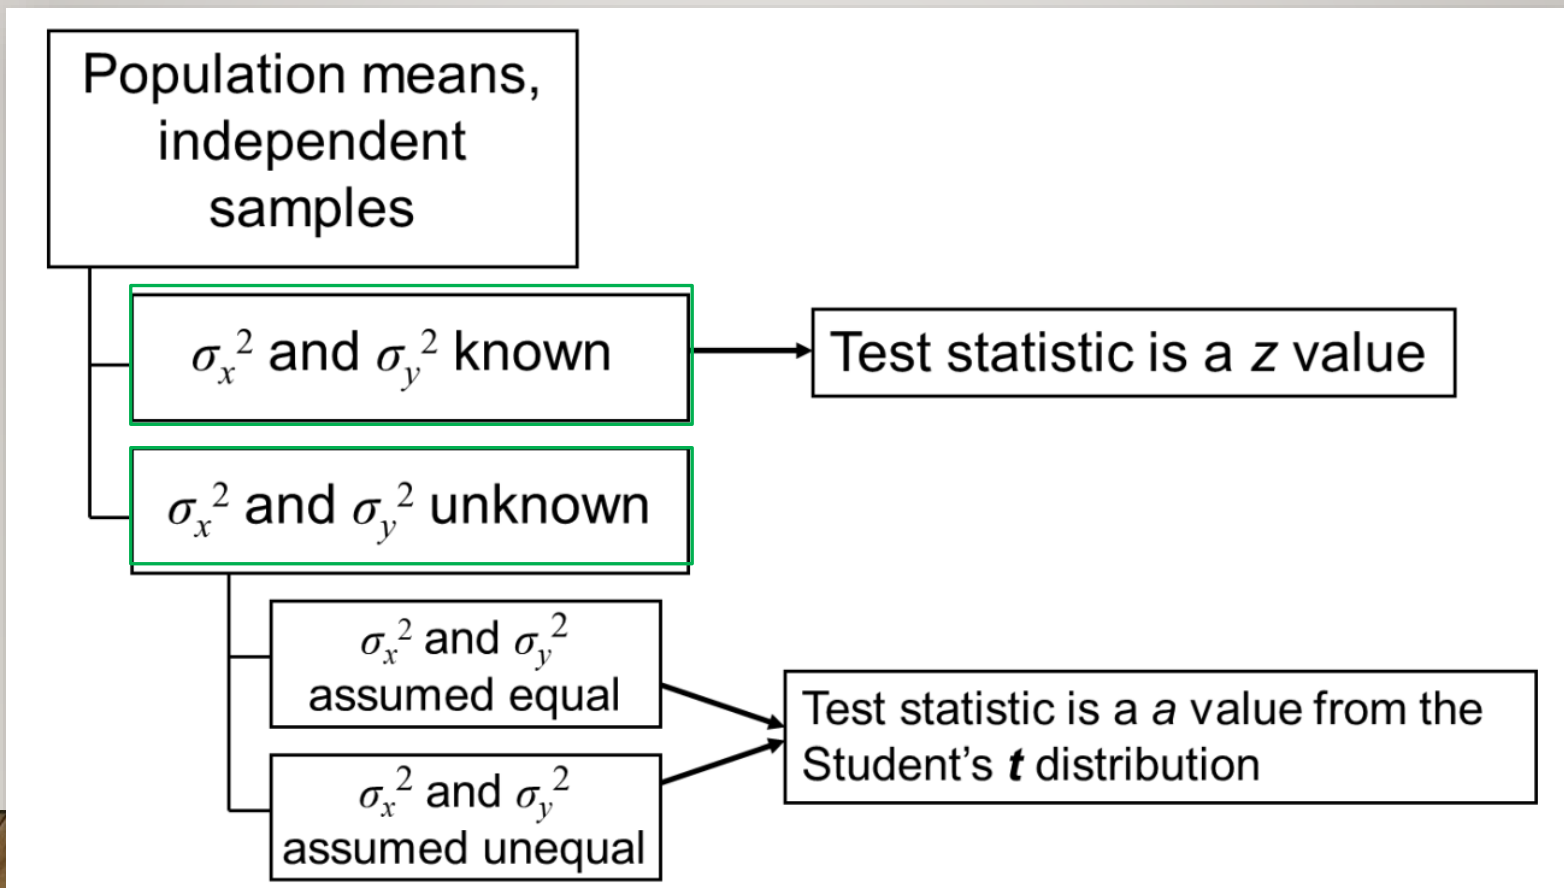 Population means,
independent
samples
σx² and σy² known
Test statistic is a z value
σx² and σy² unknown
σx² and σy²
assumed equal
Test statistic is a a value from the
Student’s t distribution
σx² and σy²
assumed unequal